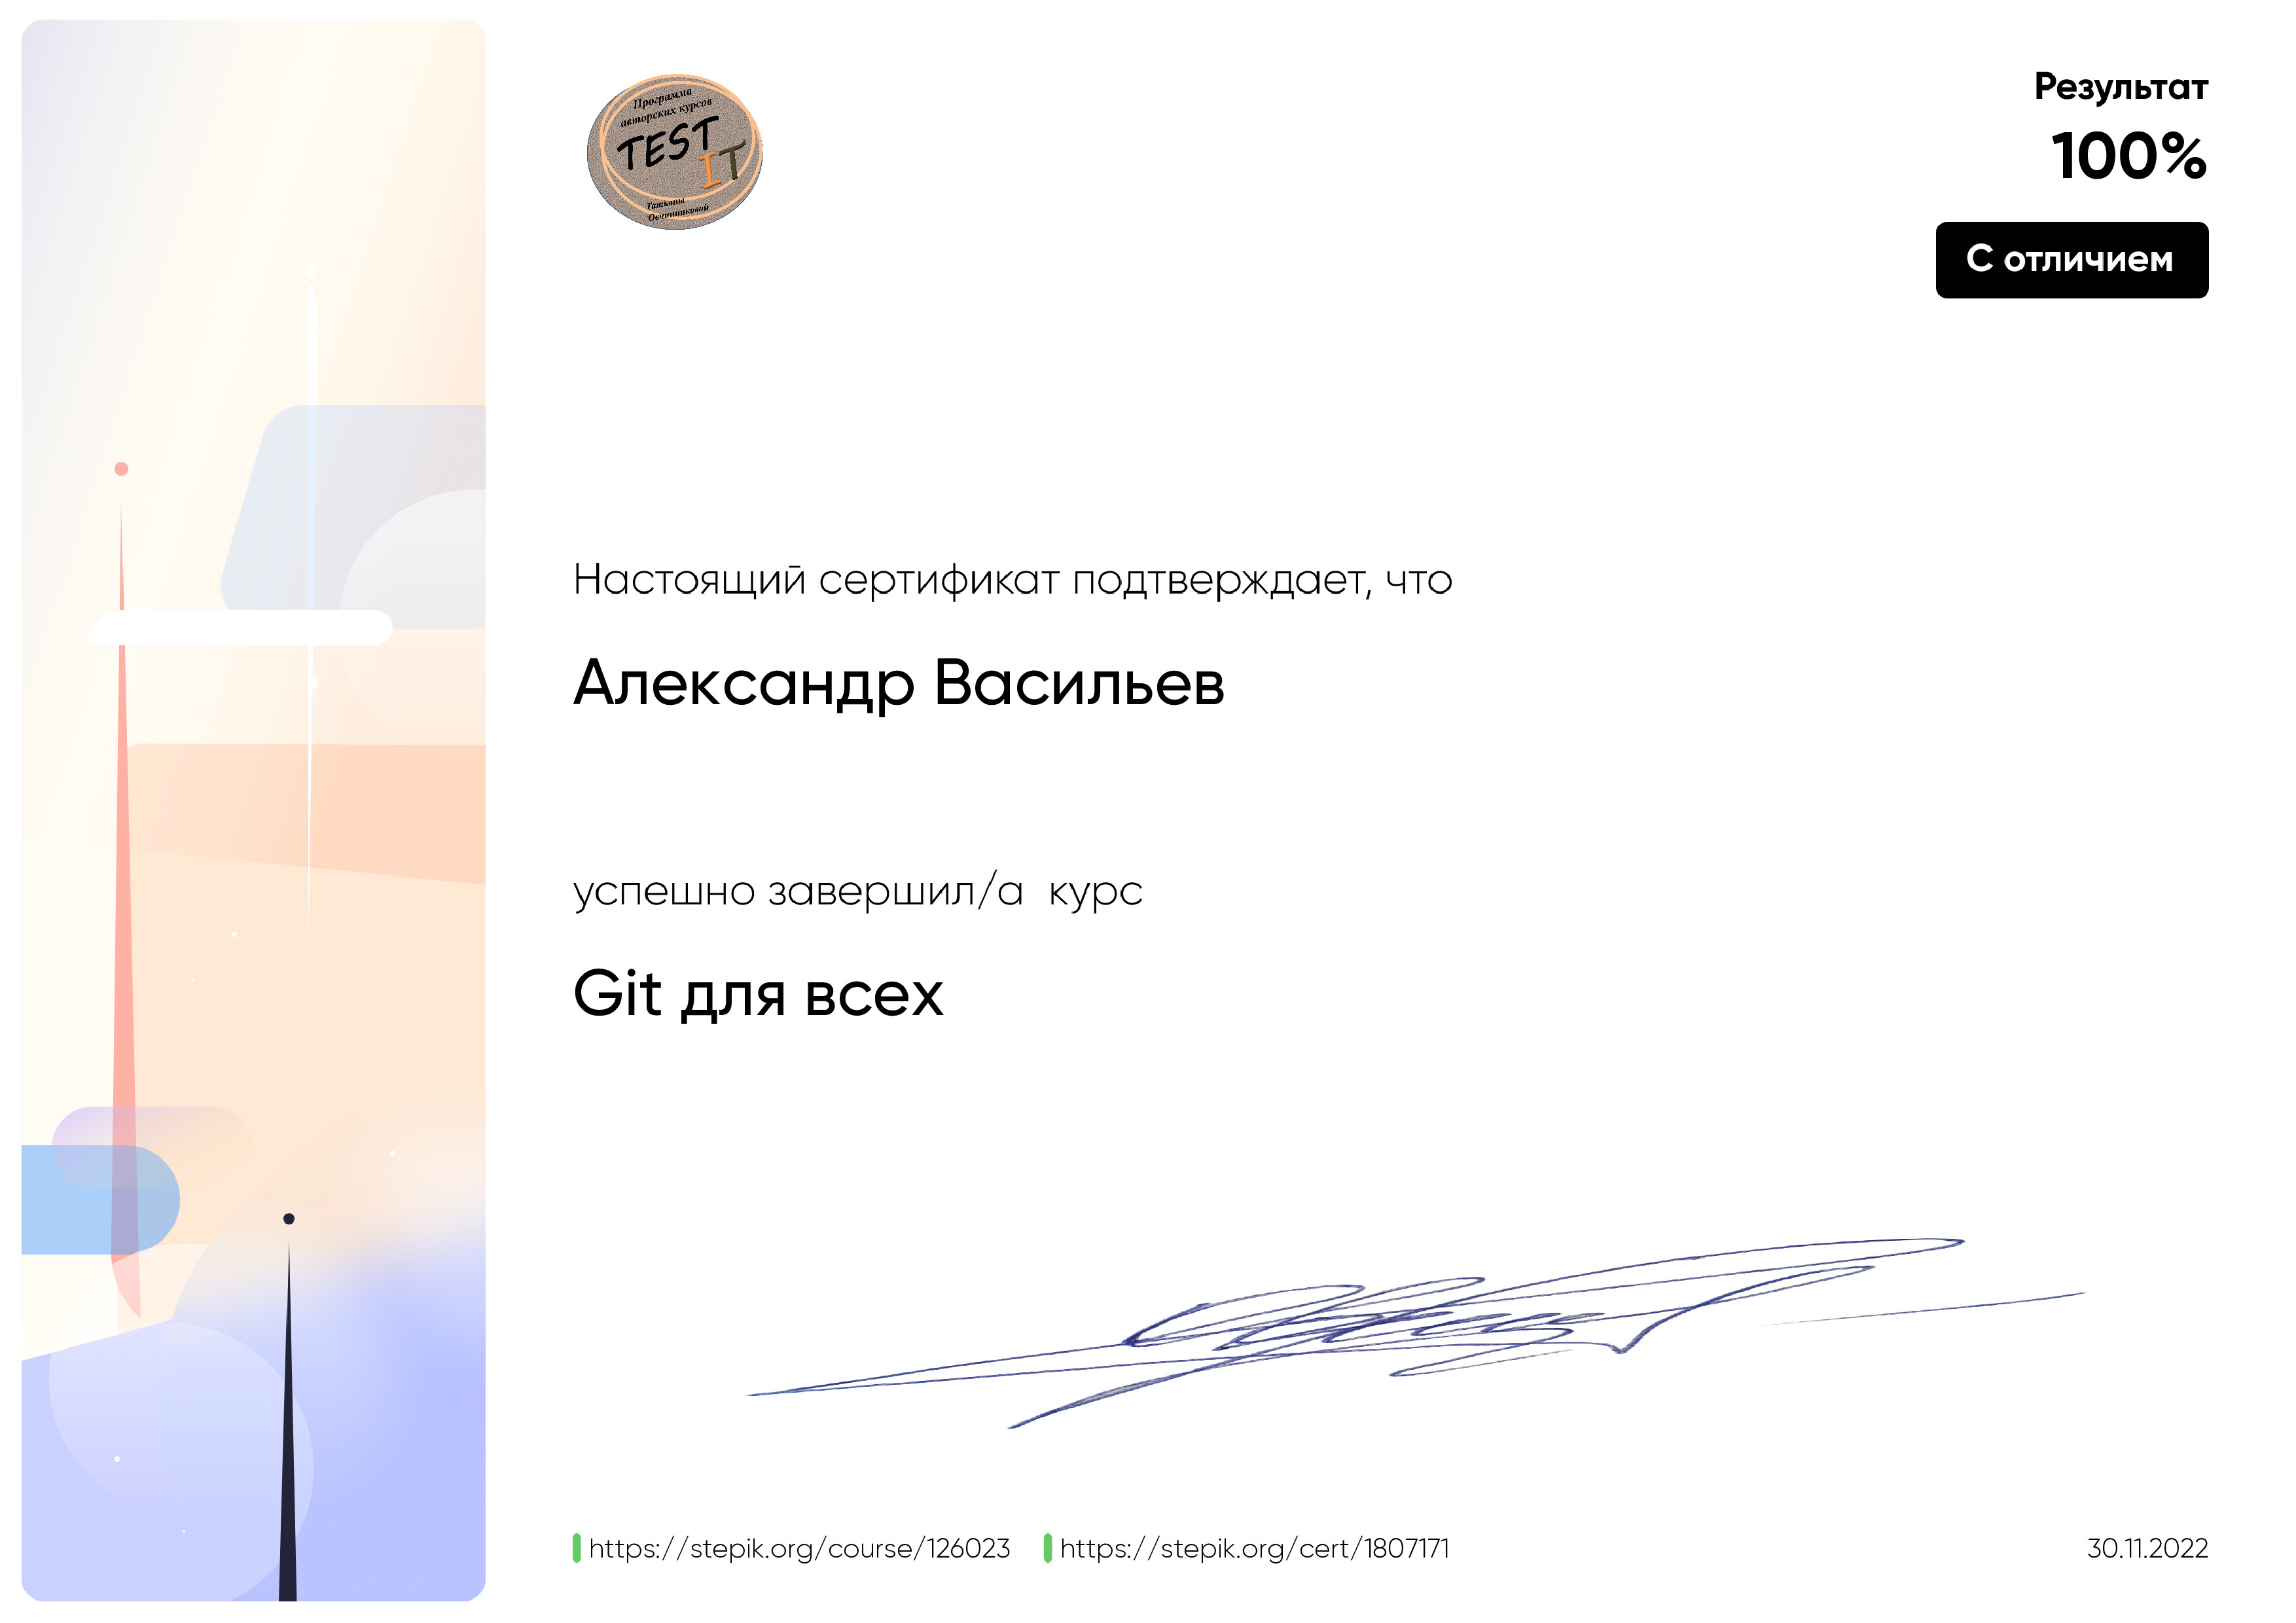 Программа
авторских курсов
TEST
IT
Татьяны
Овчинниковой
Результат
100%
С отличием
Настоящий сертификат подтверждает, что
Александр Васильев
успешно завершил/а курс
Git для всех
https://stepik.org/course/126023 https://stepik.org/cert/1807171 30.11.2022